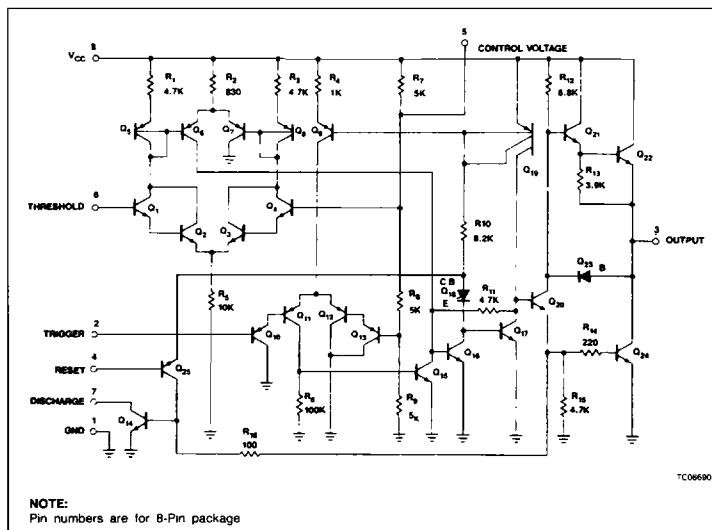 5
CONTROL VOLTAGE
8
VCC
R1
4.7K
R2
830
R3
4.7K
R4
1K
R7
5K
R12
6.8K
Q5
Q6
Q7
Q8
Q9
Q19
Q21
Q22
R13
3.9K
THRESHOLD
6
Q1
Q2
Q3
Q4
R10
8.2K
3
OUTPUT
Q23
B
C B
Q18
E
R11
4.7K
Q20
R5
10K
R8
5K
R14
220
TRIGGER
2
Q10
Q11
Q12
Q13
Q15
Q16
Q17
Q24
RESET
4
Q25
R6
100K
R9
5K
R15
4.7K
DISCHARGE
7
Q14
GND
1
R16
100
TC06690
NOTE:
Pin numbers are for 8-Pin package